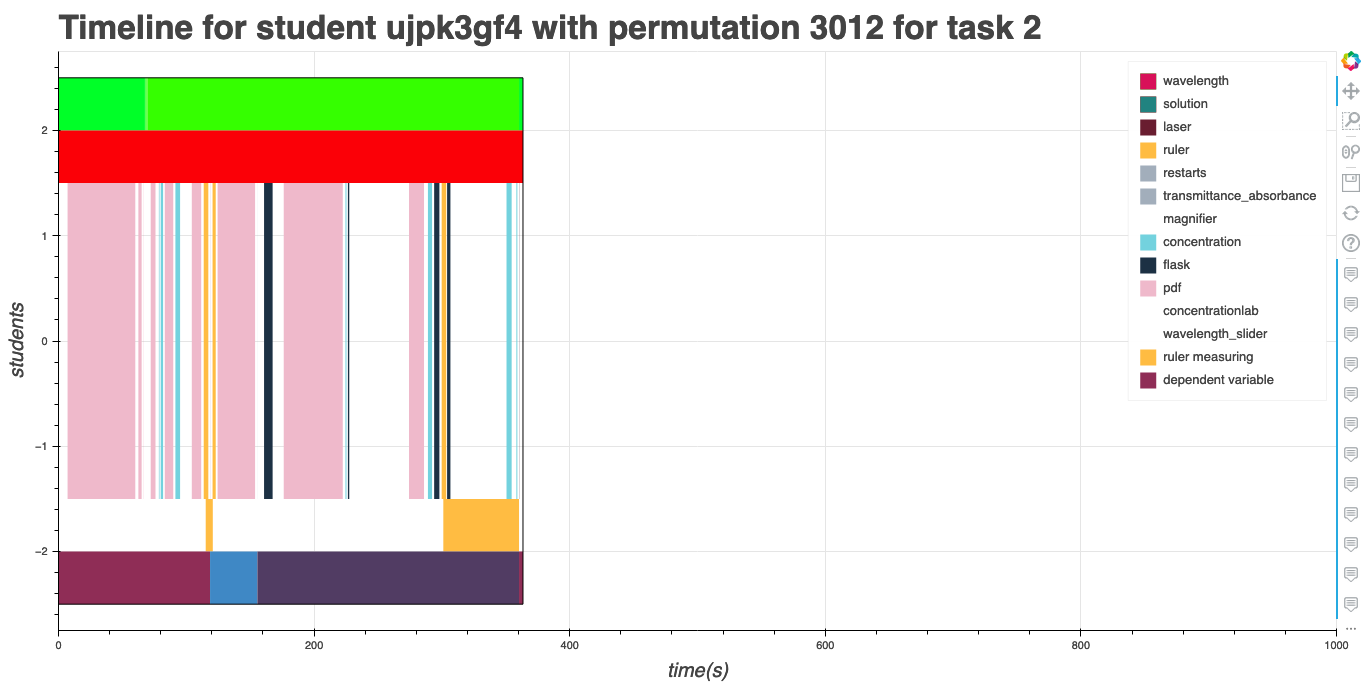 Timeline for student ujpk3gf4 with permutation 3012 for task 2
wavelength
solution
laser
ruler
restarts
transmittance_absorbance
magnifier
concentration
flask
pdf
concentrationlab
wavelength_slider
ruler measuring
dependent variable
2
1
0
−1
−2
students
0
200
400
600
800
1000
time(s)
...